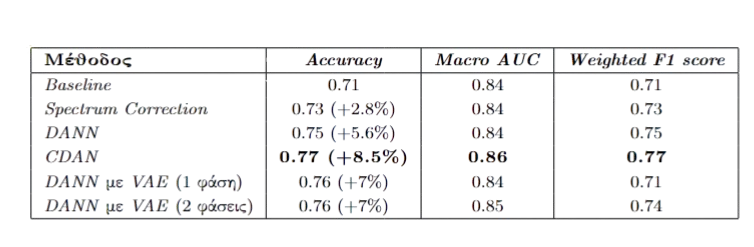 Μέθοδος Accuracy Macro AUC Weighted F1 score
Baseline 0.71 0.84 0.71
Spectrum Correction 0.73 (+2.8%) 0.84 0.73
DANN 0.75 (+5.6%) 0.84 0.75
CDAN 0.77 (+8.5%) 0.86 0.77
DANN με VAE (1 φάση) 0.76 (+7%) 0.84 0.71
DANN με VAE (2 φάσεις) 0.76 (+7%) 0.85 0.74